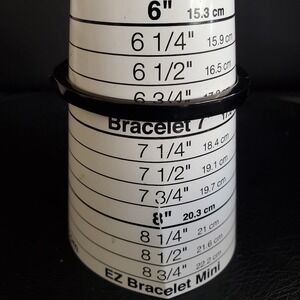 6" 15.3 cm
6 1/4" 15.9 cm
6 1/2" 16.5 cm
6 3/4"
Bracelet 7"
7 1/4" 18.4 cm
7 1/2" 19.1 cm
7 3/4" 19.7 cm
8" 20.3 cm
8 1/4" 21 cm
8 1/2" 21.6 cm
8 3/4" 22.2 cm
EZ Bracelet Mini